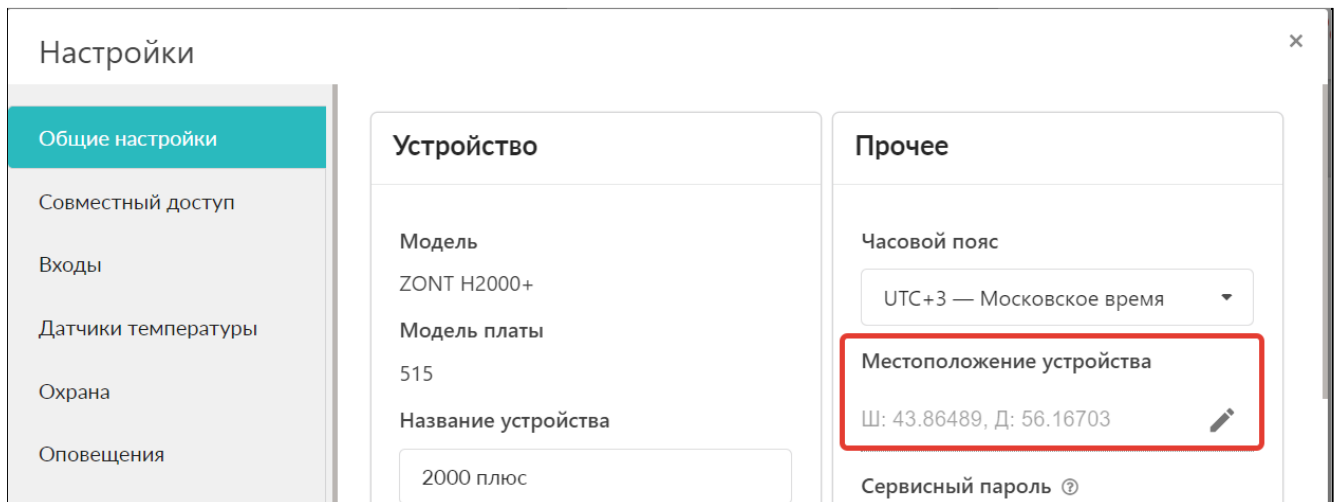 Настройки
×
Общие настройки
Совместный доступ
Входы
Датчики температуры
Охрана
Оповещения
Устройство
Модель
ZONT H2000+
Модель платы
515
Название устройства
2000 плюс
Прочее
Часовой пояс
UTC+3 — Московское время
Местоположение устройства
Ш: 43.86489, Д: 56.16703
Сервисный пароль ?